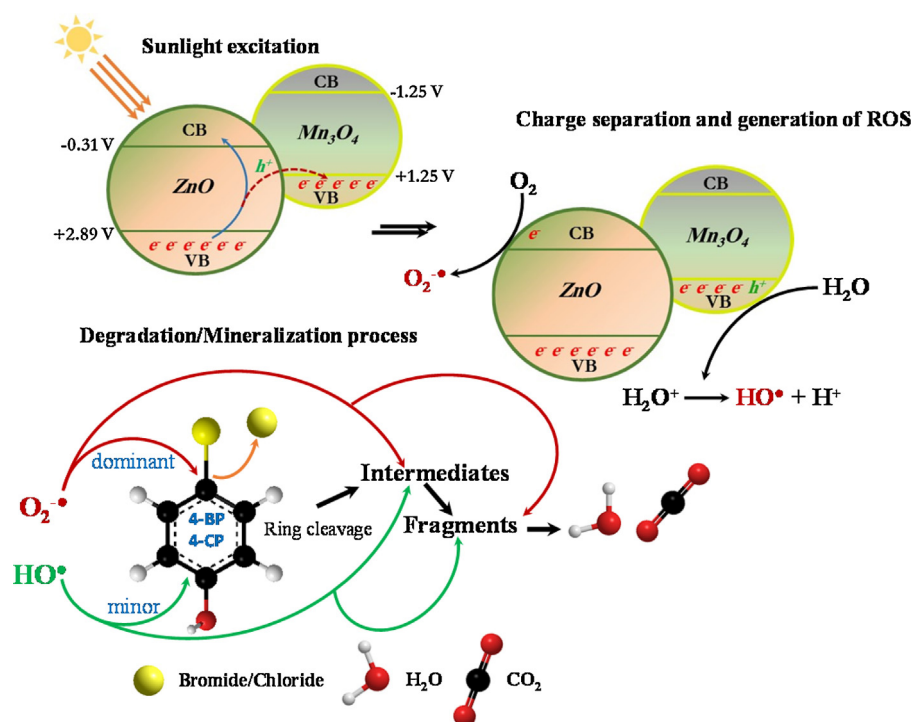 Sunlight excitation
CB
-1.25 V
Mn₃O₄
CB
-0.31 V
h⁺
+1.25 V
e⁻ e⁻ e⁻ e⁻ e⁻
VB
ZnO
+2.89 V
e⁻ e⁻ e⁻ e⁻ e⁻ e⁻
VB
Charge separation and generation of ROS
O₂
CB
e⁻ CB
Mn₃O₄
O₂⁻•
e⁻ e⁻ e⁻ e⁻ h⁺
VB
H₂O
ZnO
e⁻ e⁻ e⁻ e⁻ e⁻ e⁻
VB
H₂O⁺ HO• + H⁺
Degradation/Mineralization process
dominant
O₂⁻•
Intermediates
4-BP
4-CP
Ring cleavage
Fragments
HO•
minor
Bromide/Chloride
H₂O
CO₂